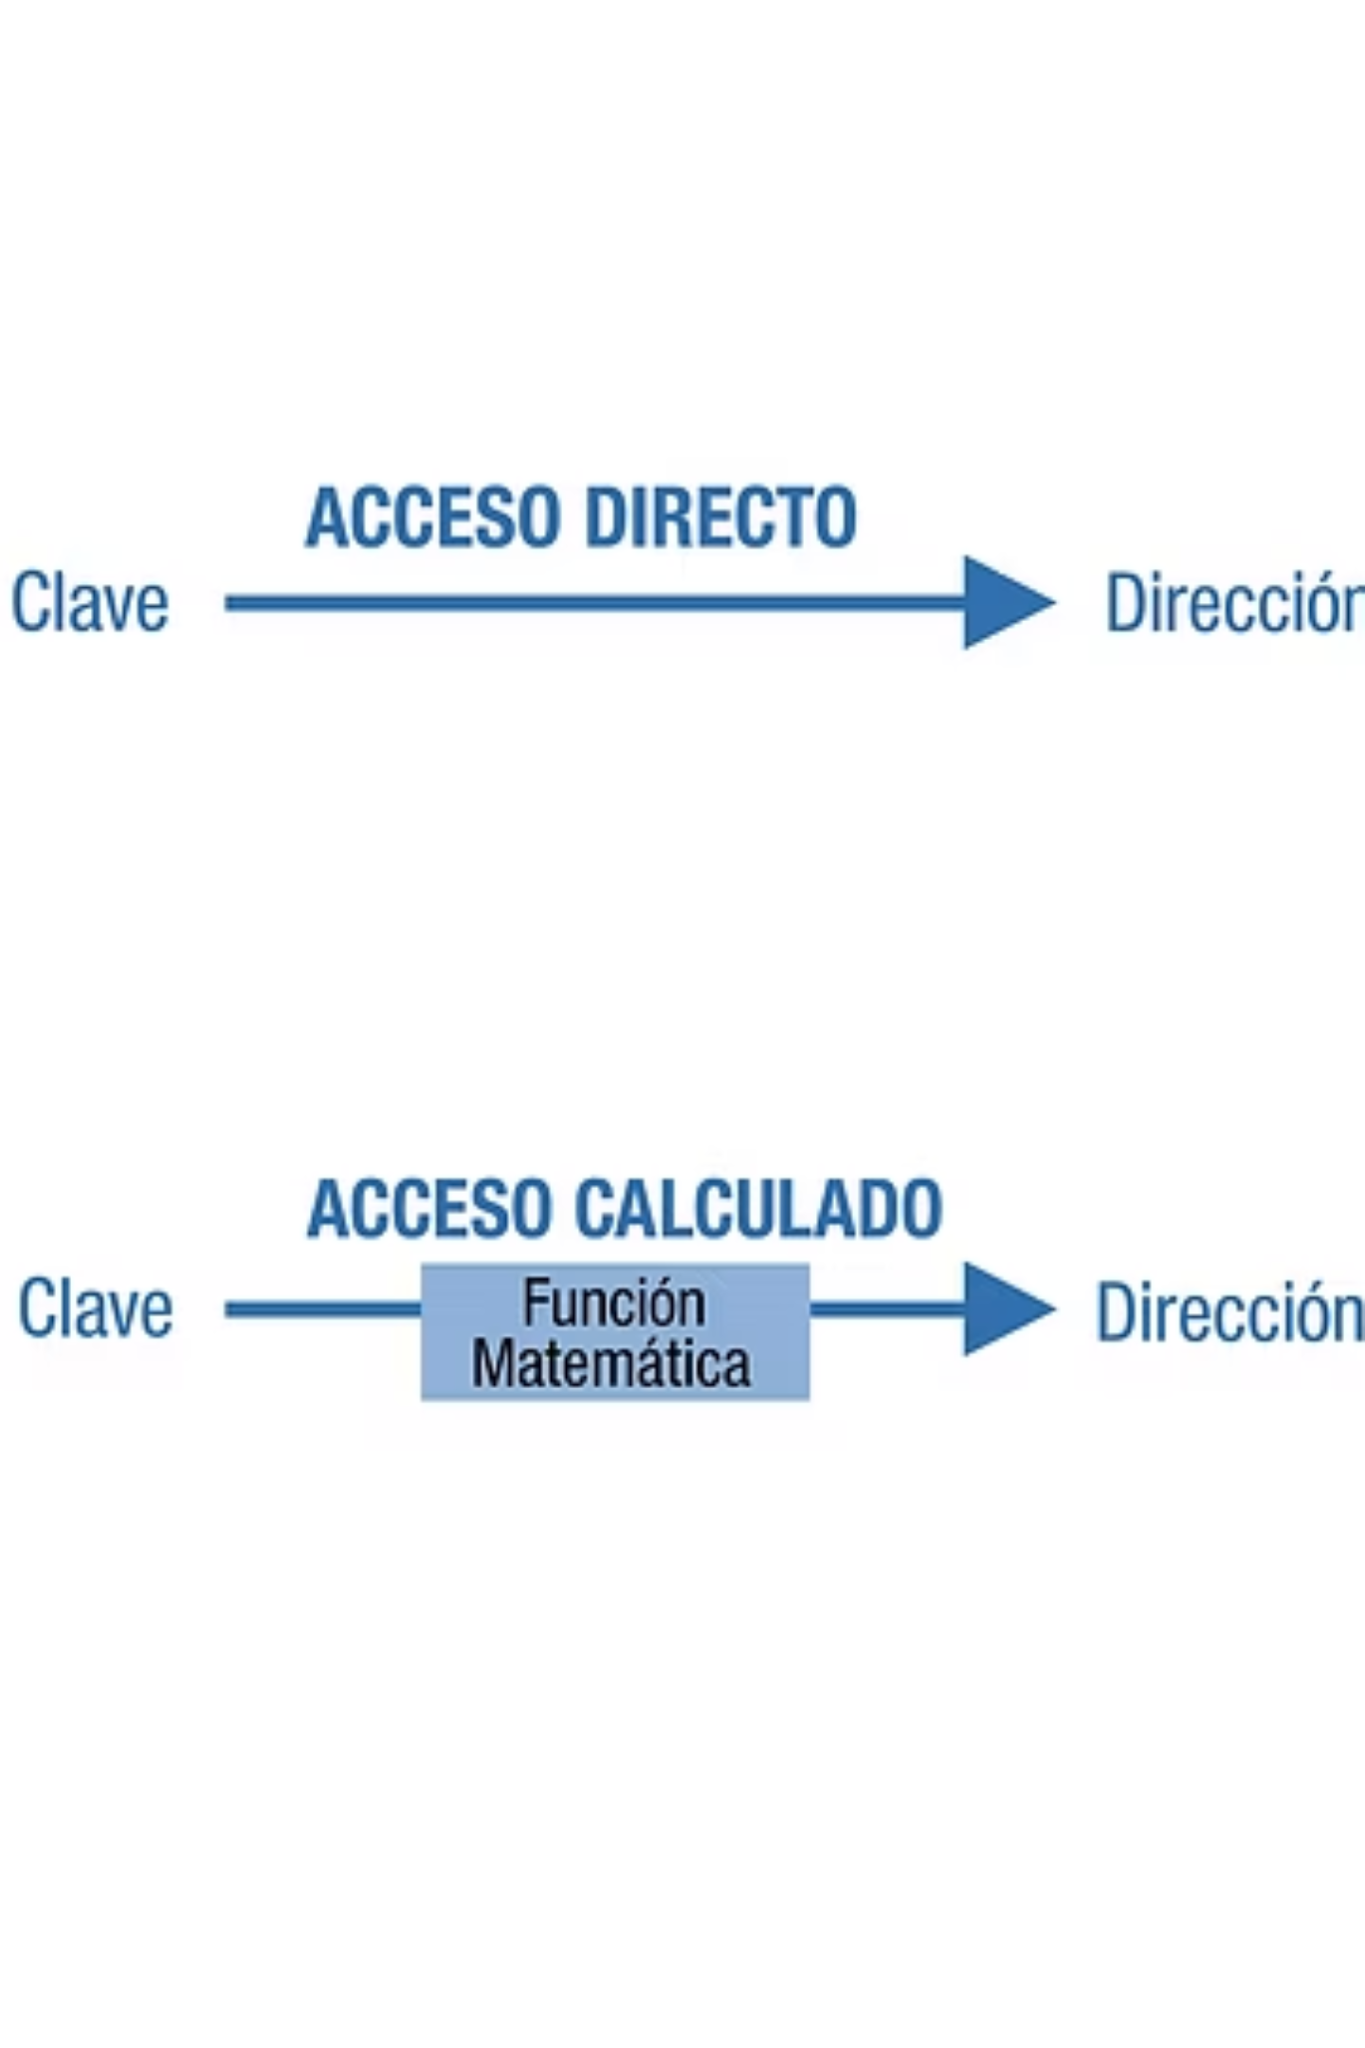 ACCESO DIRECTO
Clave
Dirección
ACCESO CALCULADO
Clave
Función
Matemática
Dirección